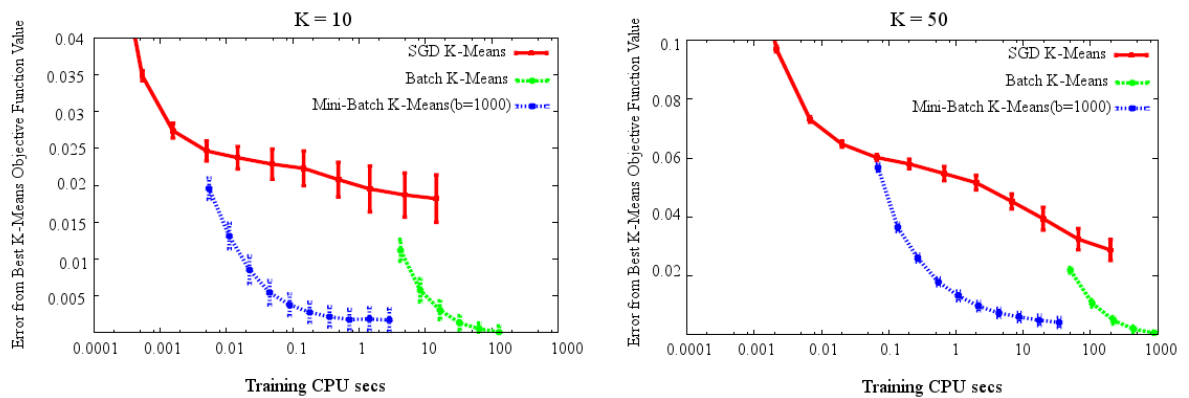 K = 10
Error from Best K-Means Objective Function Value
0.04
0.035
0.03
0.025
0.02
0.015
0.01
0.005
SGD K-Means
Batch K-Means
Mini-Batch K-Means(b=1000)
0.0001 0.001 0.01 0.1 1 10 100 1000
Training CPU secs
K = 50
Error from Best K-Means Objective Function Value
0.1
0.08
0.06
0.04
0.02
SGD K-Means
Batch K-Means
Mini-Batch K-Means(b=1000)
0.0001 0.001 0.01 0.1 1 10 100 1000
Training CPU secs